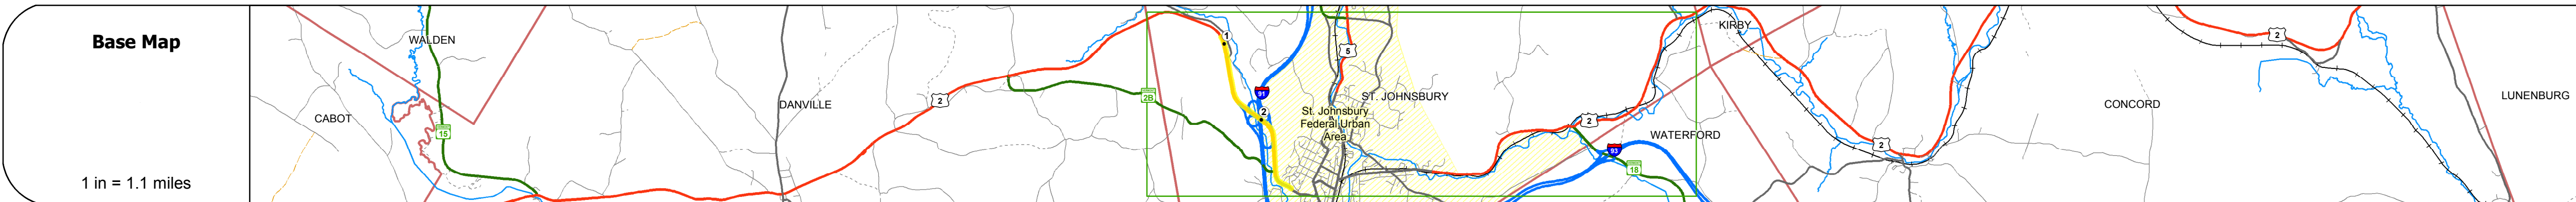 Base Map
1 in = 1.1 miles
WALDEN
CABOT
15
DANVILLE
2
2B
1
91
2
5
ST. JOHNSBURY
St. Johnsbury
Federal Urban
Area
2
93
18
WATERFORD
KIRBY
2
2
CONCORD
LUNENBURG